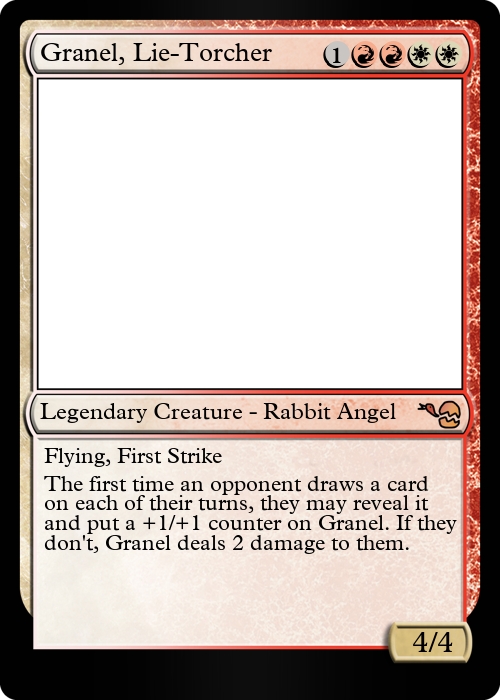 Granel, Lie-Torcher 1
Legendary Creature - Rabbit Angel
Flying, First Strike
The first time an opponent draws a card
on each of their turns, they may reveal it
and put a +1/+1 counter on Granel. If they
don't, Granel deals 2 damage to them.
4/4